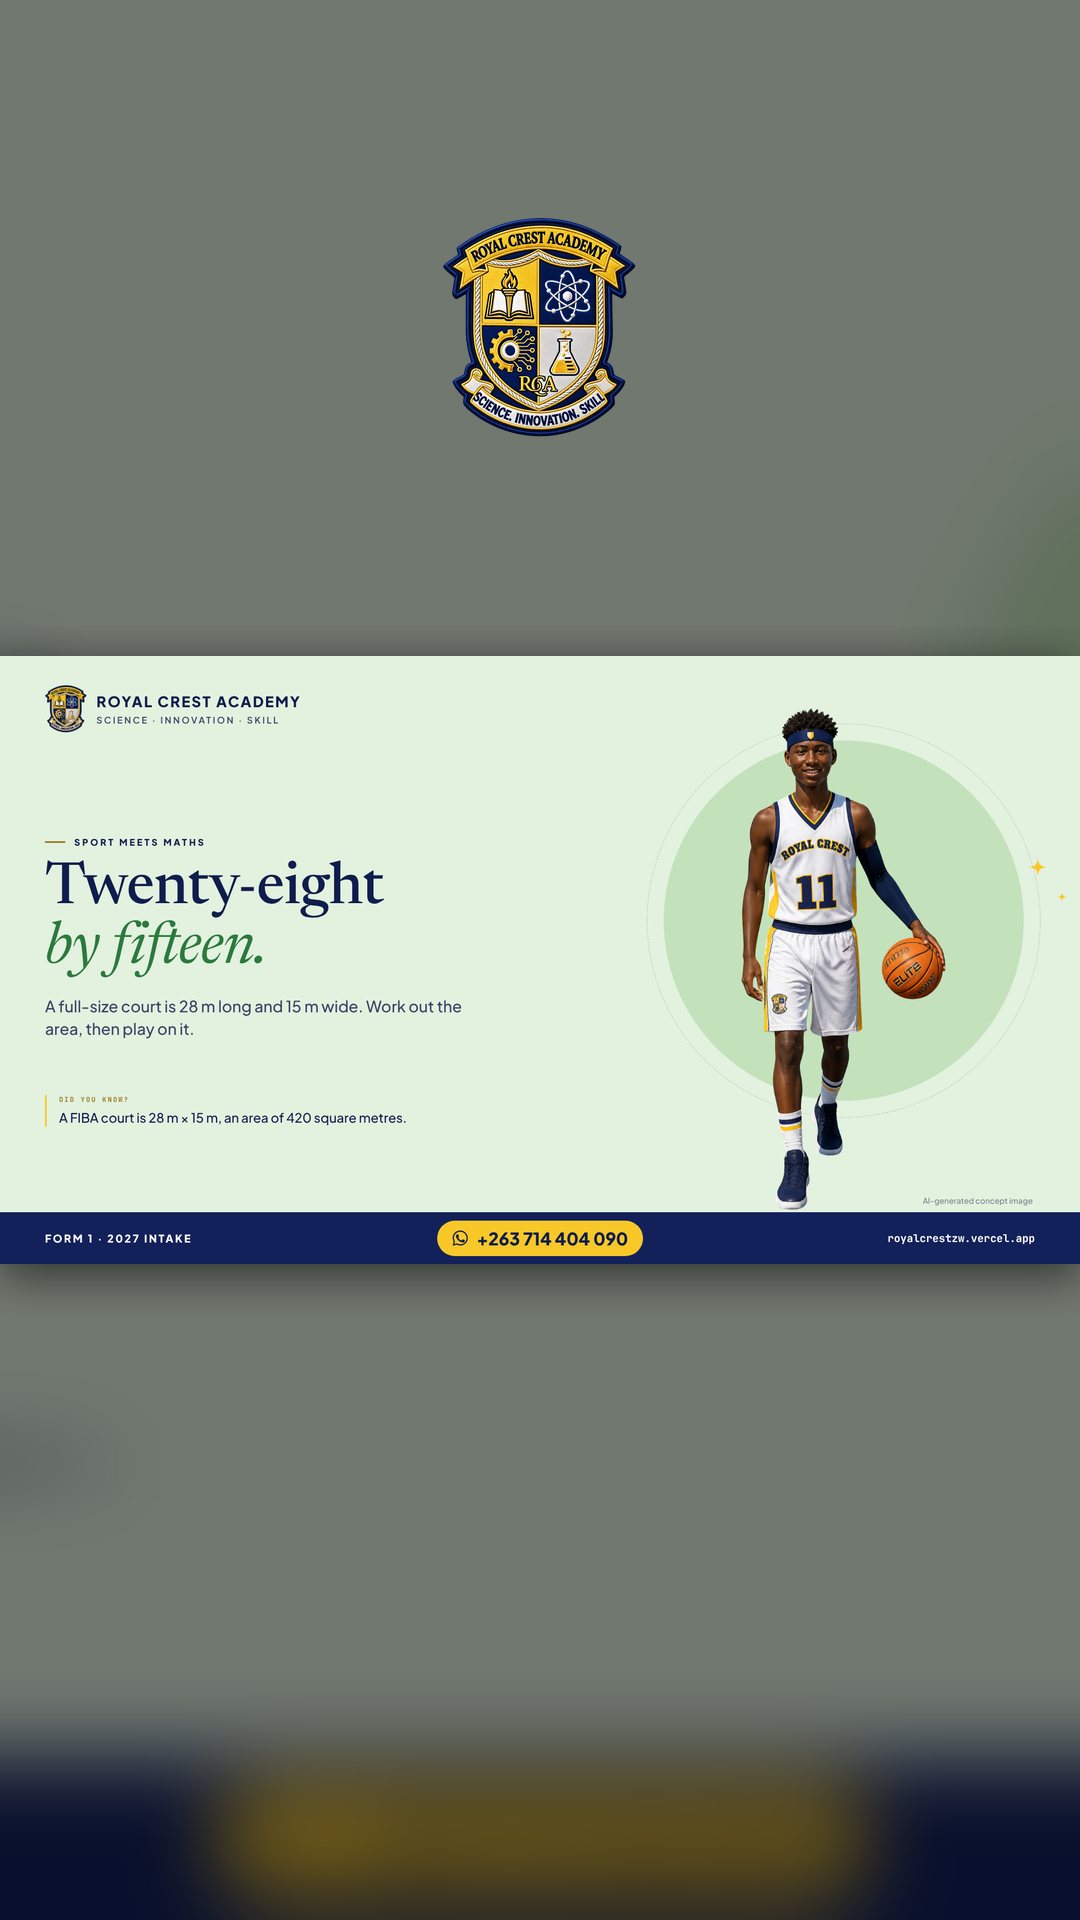 ROYAL CREST ACADEMY
RCA
SCIENCE. INNOVATION. SKILL
ROYAL CREST ACADEMY
SCIENCE · INNOVATION · SKILL
SPORT MEETS MATHS
Twenty-eight
by fifteen.
A full-size court is 28 m long and 15 m wide. Work out the
area, then play on it.
DID YOU KNOW?
A FIBA court is 28 m × 15 m, an area of 420 square metres.
ROYAL CREST
11
ELITE
AI-generated concept image
FORM 1 · 2027 INTAKE
+263 714 404 090
royalcrestzw.vercel.app